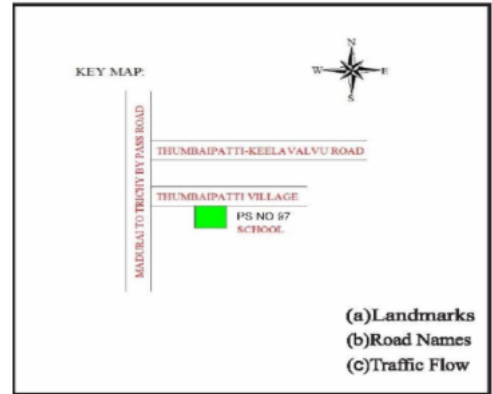 N
KEY MAP:
W E
S
MADURAI TO TRICHY BY PASS ROAD
THUMBAIPATTI-KEELAVALVU ROAD
THUMBAIPATTI VILLAGE
PS NO 97
SCHOOL
(a)Landmarks
(b)Road Names
(c)Traffic Flow